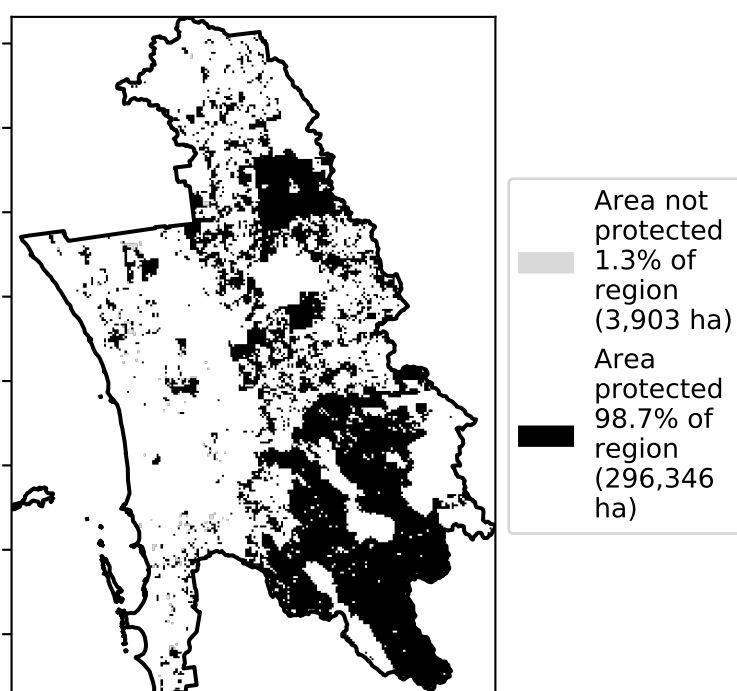 Area not
protected
1.3% of
region
(3,903 ha)
Area
protected
98.7% of
region
(296,346
ha)